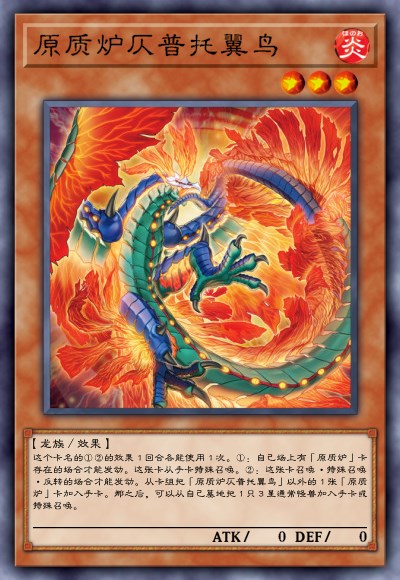 原质炉仄普托翼鸟
炎
ほのお
【龙族/效果】
这个卡名的①②的效果1回合各能使用1次。①：自己场上有「原质炉」卡
存在的场合才能发动。这张卡从手卡特殊召唤。②：这张卡召唤・特殊召唤
・反转的场合才能发动。从卡组把「原质炉仄普托翼鸟」以外的1张「原质
炉」卡加入手卡。那之后，可以从自己墓地把1只3星通常怪兽加入手卡或
特殊召唤。
ATK/ 0 DEF/ 0